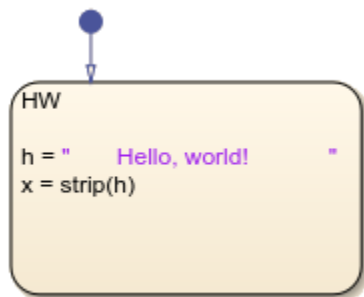 HW
h = "      Hello, world!           "
x = strip(h)